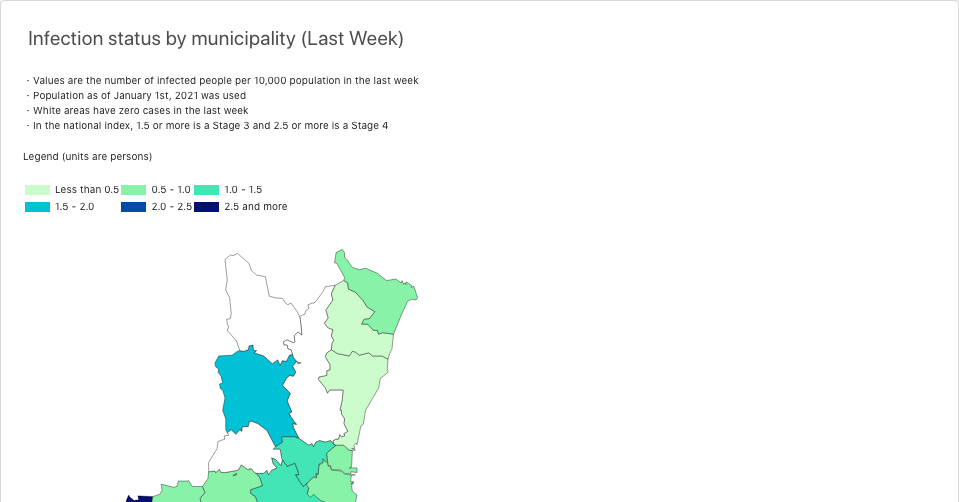 Infection status by municipality (Last Week)
· Values are the number of infected people per 10,000 population in the last week
· Population as of January 1st, 2021 was used
· White areas have zero cases in the last week
· In the national index, 1.5 or more is a Stage 3 and 2.5 or more is a Stage 4
Legend (units are persons)
Less than 0.5 0.5 - 1.0 1.0 - 1.5
1.5 - 2.0 2.0 - 2.5 2.5 and more